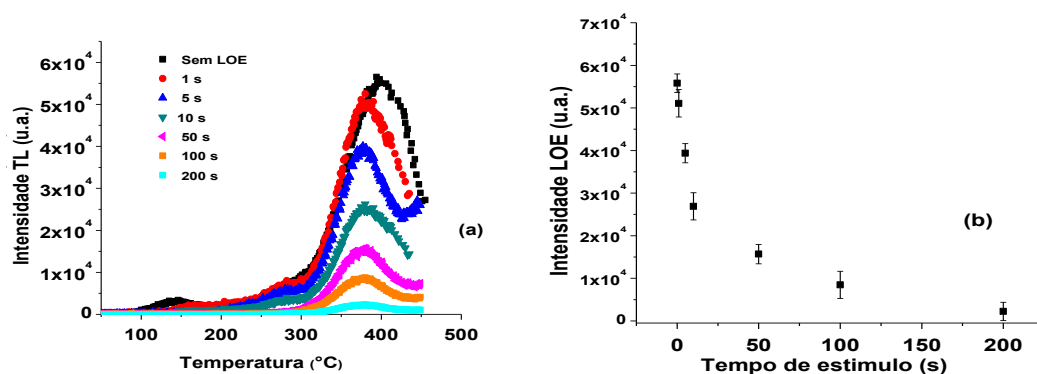 Intensidade TL (u.a.)
6x10⁴
5x10⁴
4x10⁴
3x10⁴
2x10⁴
1x10⁴
0
Sem LOE
1 s
5 s
10 s
50 s
100 s
200 s
(a)
100 200 300 400 500
Temperatura (°C)
Intensidade LOE (u.a.)
7x10⁴
6x10⁴
5x10⁴
4x10⁴
3x10⁴
2x10⁴
1x10⁴
0
(b)
0 50 100 150 200
Tempo de estimulo (s)